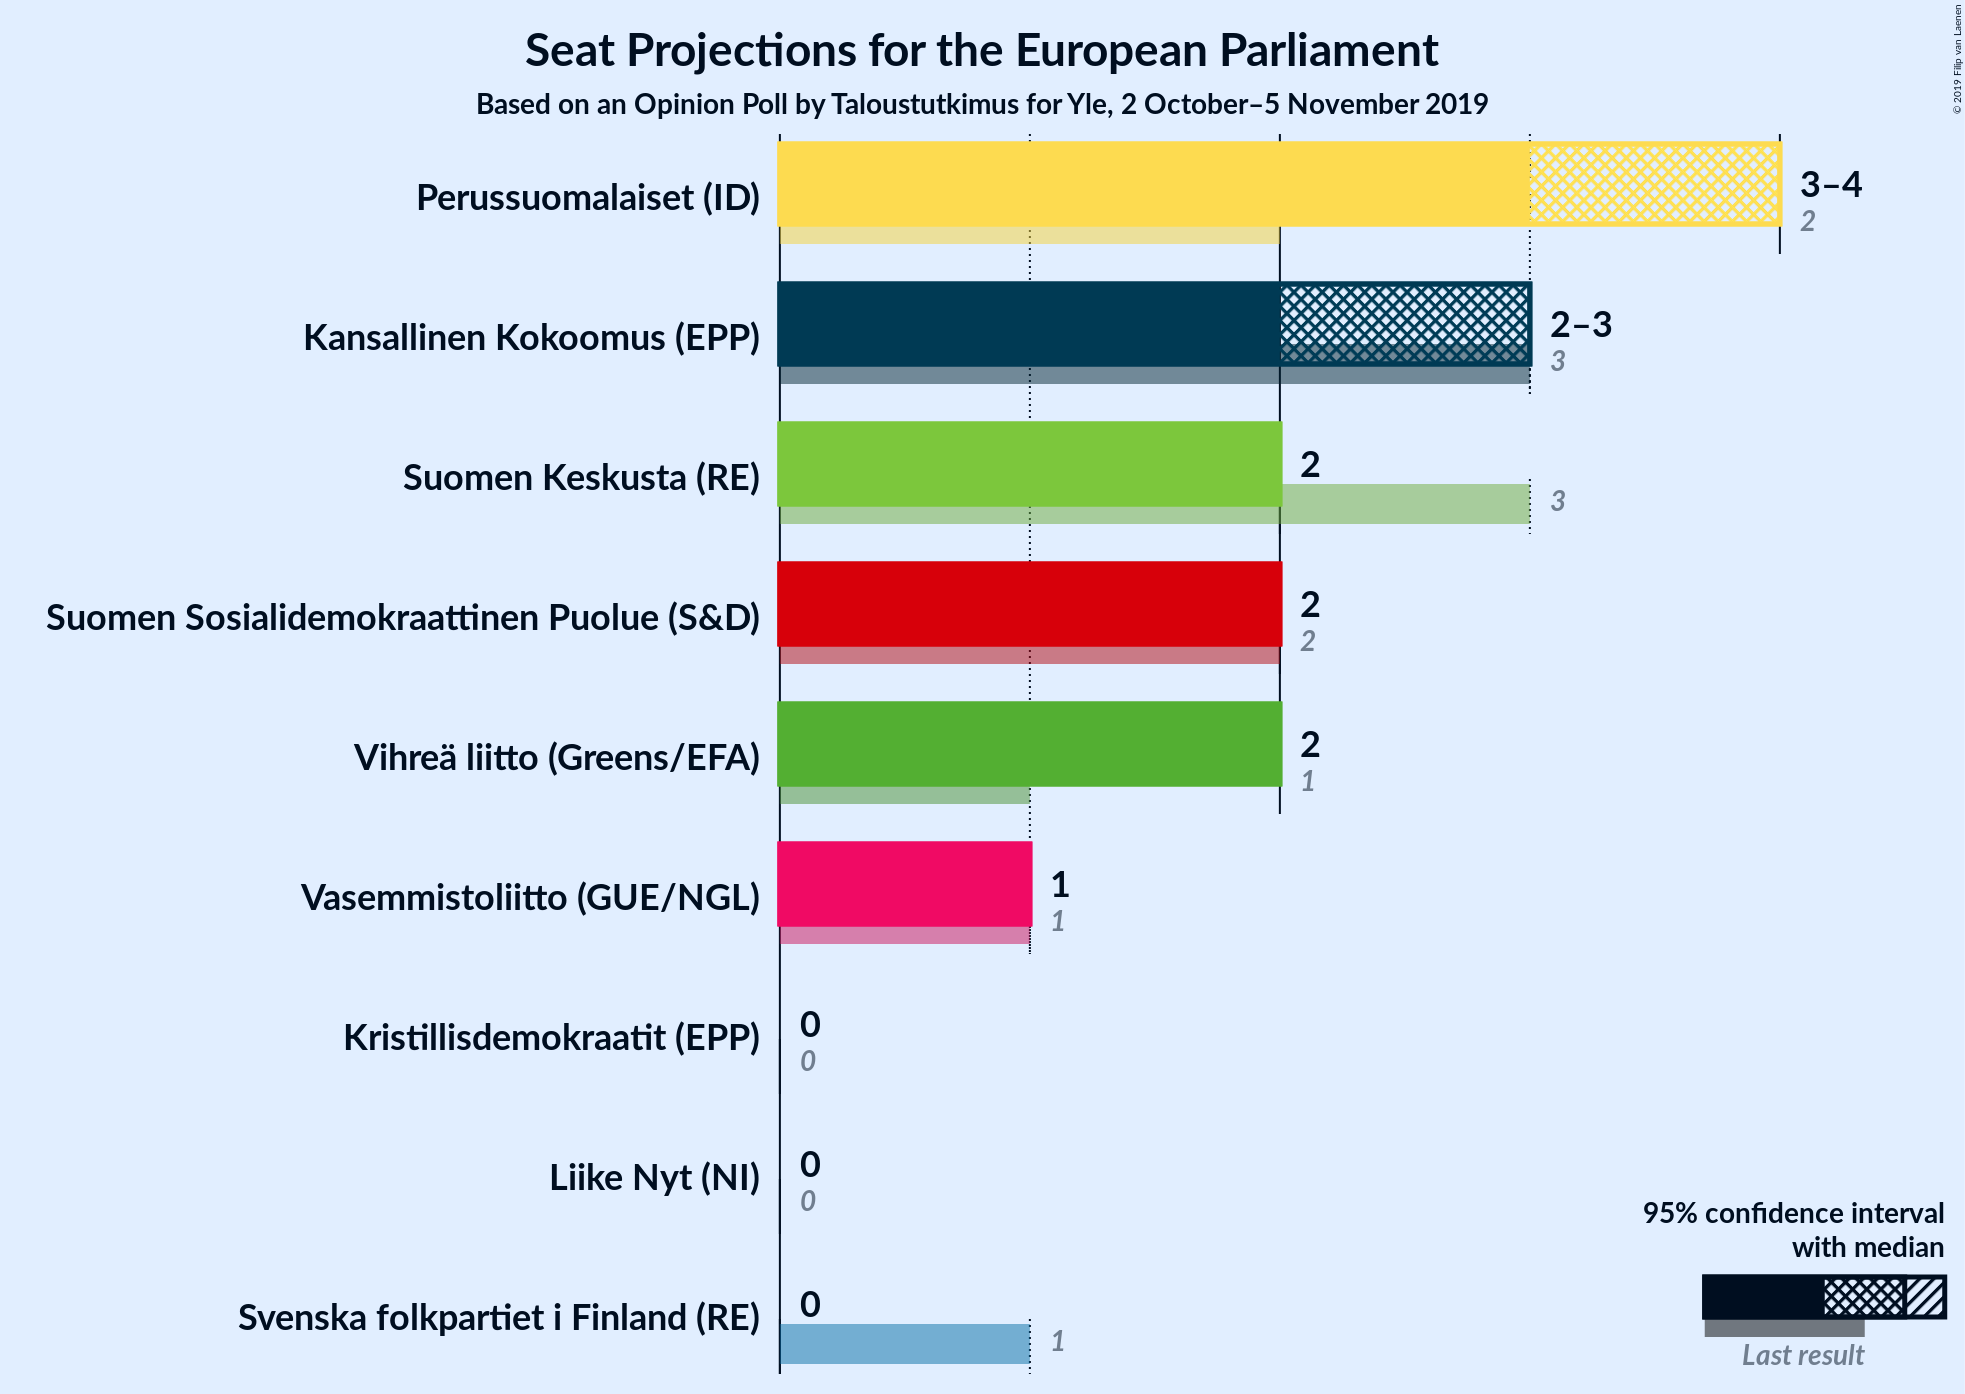 Seat Projections for the European Parliament
Based on an Opinion Poll by Taloustutkimus for Yle, 2 October–5 November 2019
© 2019 Filip van Laenen
Perussuomalaiset (ID)
3–4
2
Kansallinen Kokoomus (EPP)
2–3
3
Suomen Keskusta (RE)
2
3
Suomen Sosialidemokraattinen Puolue (S&D)
2
2
Vihreä liitto (Greens/EFA)
2
1
Vasemmistoliitto (GUE/NGL)
1
1
Kristillisdemokraatit (EPP)
0
0
Liike Nyt (NI)
0
0
Svenska folkpartiet i Finland (RE)
0
1
95% confidence interval
with median
Last result